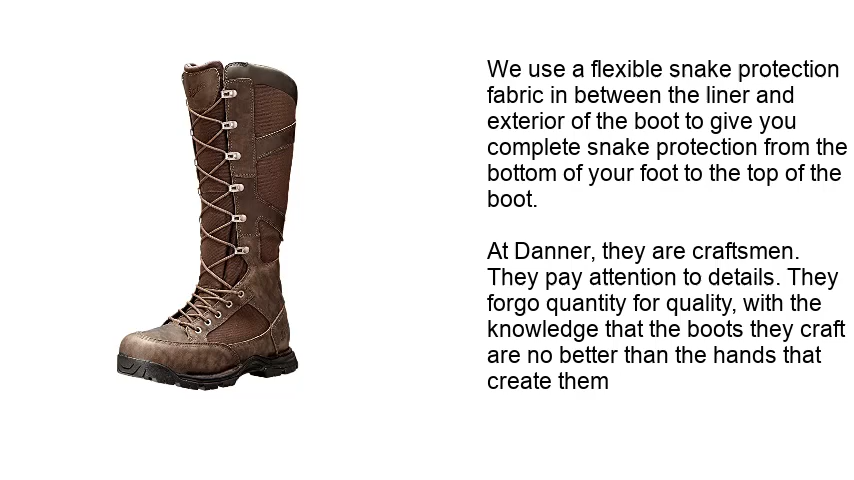 We use a flexible snake protection
fabric in between the liner and
exterior of the boot to give you
complete snake protection from the
bottom of your foot to the top of the
boot.
At Danner, they are craftsmen.
They pay attention to details. They
forgo quantity for quality, with the
knowledge that the boots they craft
are no better than the hands that
create them